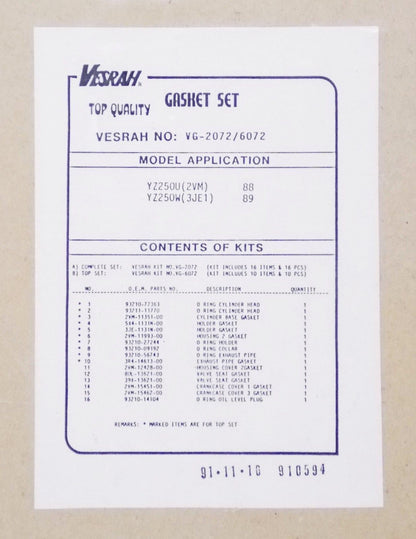 VESRAH
TOP QUALITY GASKET SET
VESRAH NO: VG-2072/6072
MODEL APPLICATION
YZ250U(2VM) 88
YZ250W(3JE1) 89
CONTENTS OF KITS
A) COMPLETE SET: VESRAH KIT NO.VG-2072 (KIT INCLUDES 16 ITEMS & 16 PCS)
B) TOP SET: VESRAH KIT NO.VG-6072 (KIT INCLUDES 10 ITEMS & 10 PCS)
NO. O.E.M. PARTS NO. DESCRIPTION QUANTITY
* 1 93210-77363 O RING CYLINDER HEAD 1
* 2 93211-11770 O RING CYLINDER HEAD 1
* 3 2VM-11351-00 CYLINDER BASE GASKET 1
* 4 5X4-1131M-00 HOLDER GASKET 1
* 5 3JE-1131N-00 HOLDER GASKET 1
* 6 2VM-11993-00 HOUSING 2 GASKET 1
* 7 93210-27244 O RING HOLDER 1
* 8 93210-09192 O RING COLLAR 1
* 9 93210-56743 O RING EXHAUST PIPE 1
* 10 3R4-14613-00 EXHAUST PIPE GASKET 1
11 2VM-12428-00 HOUSING COVER 2GASKET 1
12 -13621-00 VALVE SEAT GASKET 1
13 -13621-00 VALVE SEAT GASKET 1
14 2VM-15451-00 CRANKCASE COVER 1 GASKET 1
15 2VM-15462-00 CRANKCASE COVER 3 GASKET 1
16 93210-14104 O RING OIL LEVEL PLUG 1
REMARKS: * MARKED ITEMS ARE FOR TOP SET
91·11·18 910594